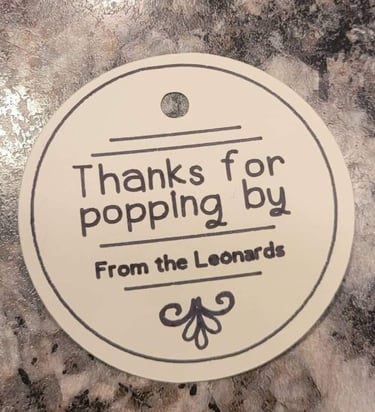 Thanks for
popping by
From the Leonards